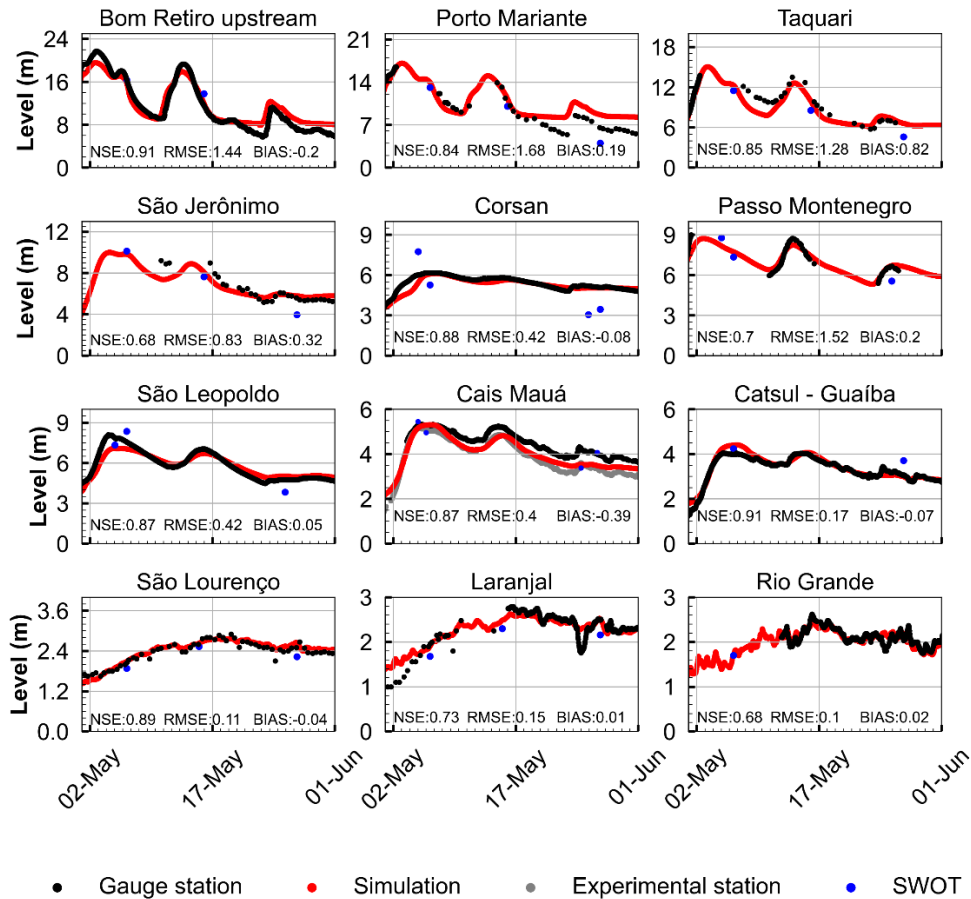 Bom Retiro upstream Porto Mariante Taquari
Level (m)
24
16
8
0
NSE:0.91 RMSE:1.44 BIAS:-0.2
21
14
7
0
NSE:0.84 RMSE:1.68 BIAS:0.19
18
12
6
0
NSE:0.85 RMSE:1.28 BIAS:0.82
São Jerônimo Corsan Passo Montenegro
Level (m)
12
8
4
0
NSE:0.68 RMSE:0.83 BIAS:0.32
9
6
3
0
NSE:0.88 RMSE:0.42 BIAS:-0.08
9
6
3
0
NSE:0.7 RMSE:1.52 BIAS:0.2
São Leopoldo Cais Mauá Catsul - Guaíba
Level (m)
9
6
3
0
NSE:0.87 RMSE:0.42 BIAS:0.05
6
4
2
0
NSE:0.87 RMSE:0.4 BIAS:-0.39
6
4
2
0
NSE:0.91 RMSE:0.17 BIAS:-0.07
São Lourenço Laranjal Rio Grande
Level (m)
3.6
2.4
1.2
0.0
NSE:0.89 RMSE:0.11 BIAS:-0.04
3
2
1
0
NSE:0.73 RMSE:0.15 BIAS:0.01
3
2
1
0
NSE:0.68 RMSE:0.1 BIAS:0.02
02-May 17-May 01-Jun 02-May 17-May 01-Jun 02-May 17-May 01-Jun
Gauge station Simulation Experimental station SWOT